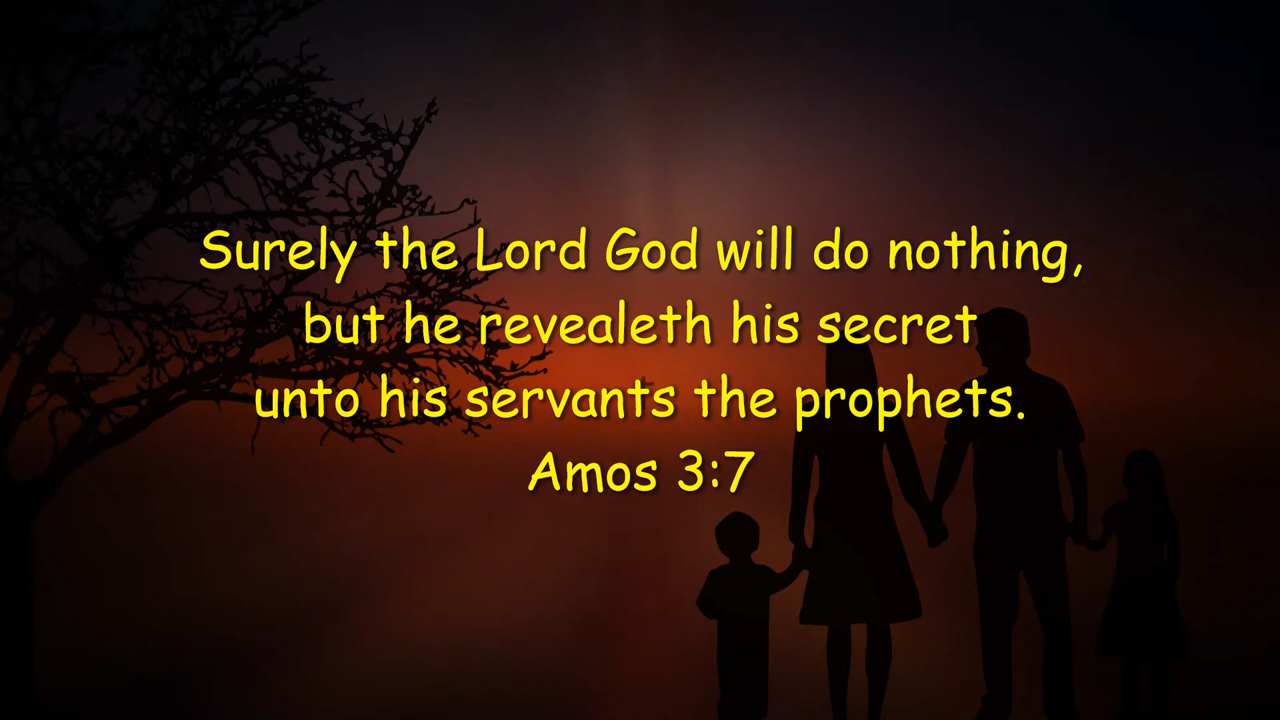 Surely the Lord God will do nothing,
but he revealeth his secret
unto his servants the prophets.
Amos 3:7